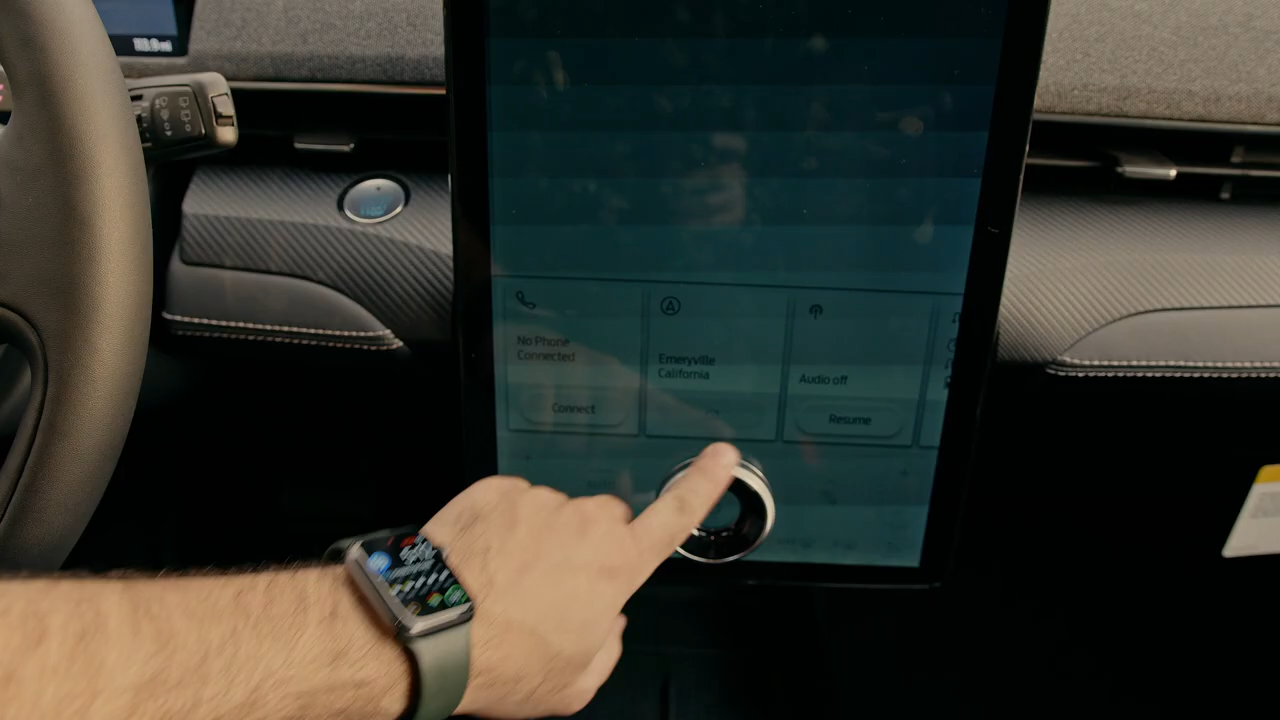 No Phone
Connected
Connect
Emeryville
California
Audio off
Resume